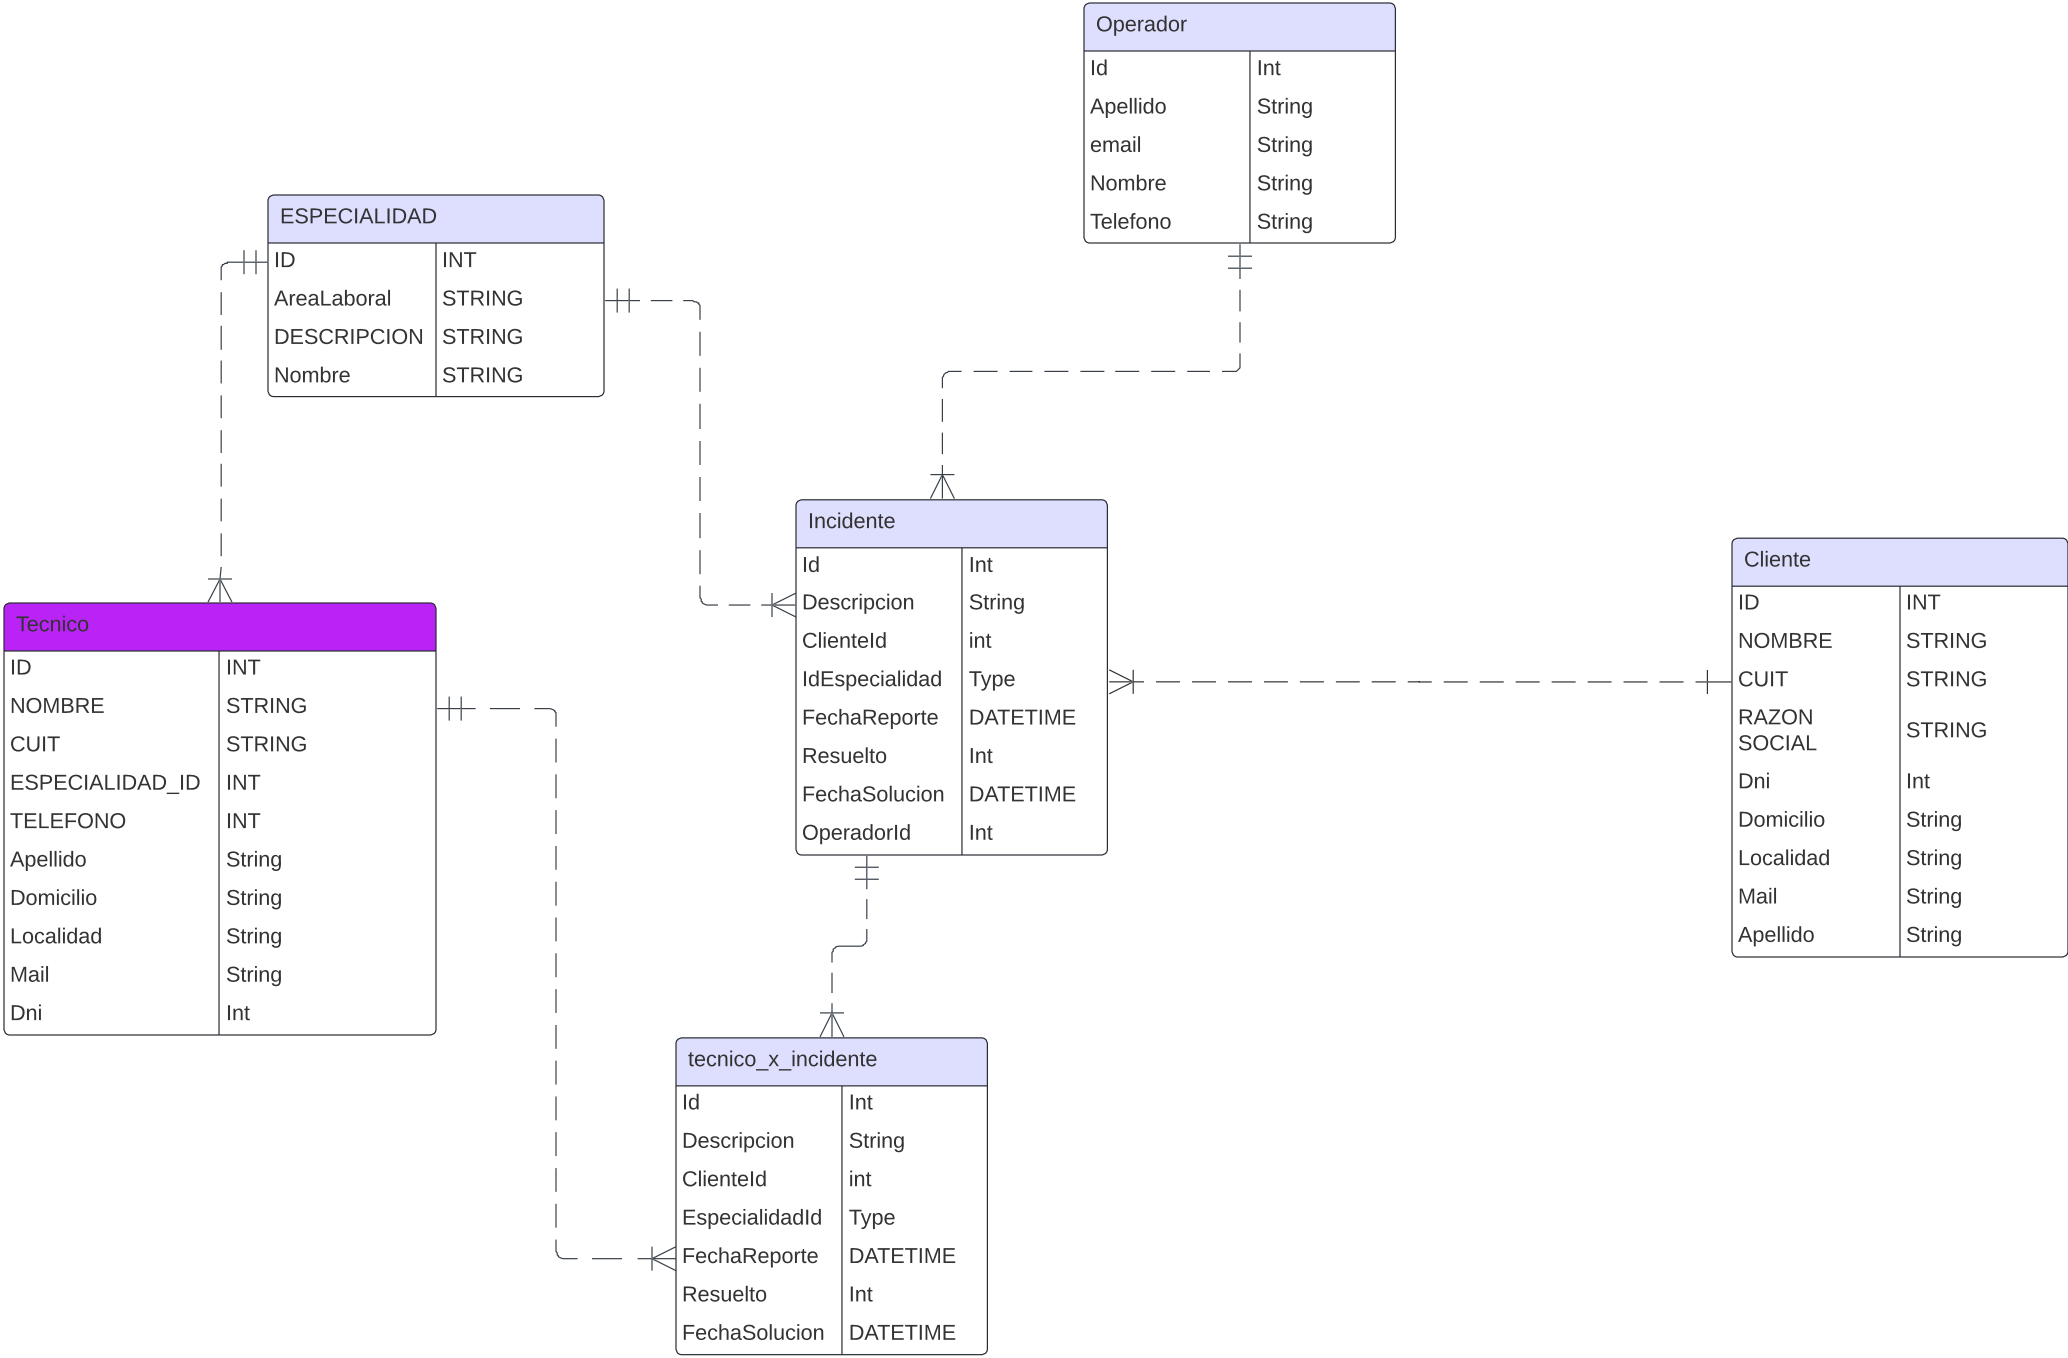 Operador
Id Int
Apellido String
email String
Nombre String
Telefono String
ESPECIALIDAD
ID INT
AreaLaboral STRING
DESCRIPCION STRING
Nombre STRING
Incidente
Id Int
Descripcion String
ClienteId int
IdEspecialidad Type
FechaReporte DATETIME
Resuelto Int
FechaSolucion DATETIME
OperadorId Int
Cliente
ID INT
NOMBRE STRING
CUIT STRING
RAZON
SOCIAL STRING
Dni Int
Domicilio String
Localidad String
Mail String
Apellido String
Tecnico
ID INT
NOMBRE STRING
CUIT STRING
ESPECIALIDAD_ID INT
TELEFONO INT
Apellido String
Domicilio String
Localidad String
Mail String
Dni Int
tecnico_x_incidente
Id Int
Descripcion String
ClienteId int
EspecialidadId Type
FechaReporte DATETIME
Resuelto Int
FechaSolucion DATETIME